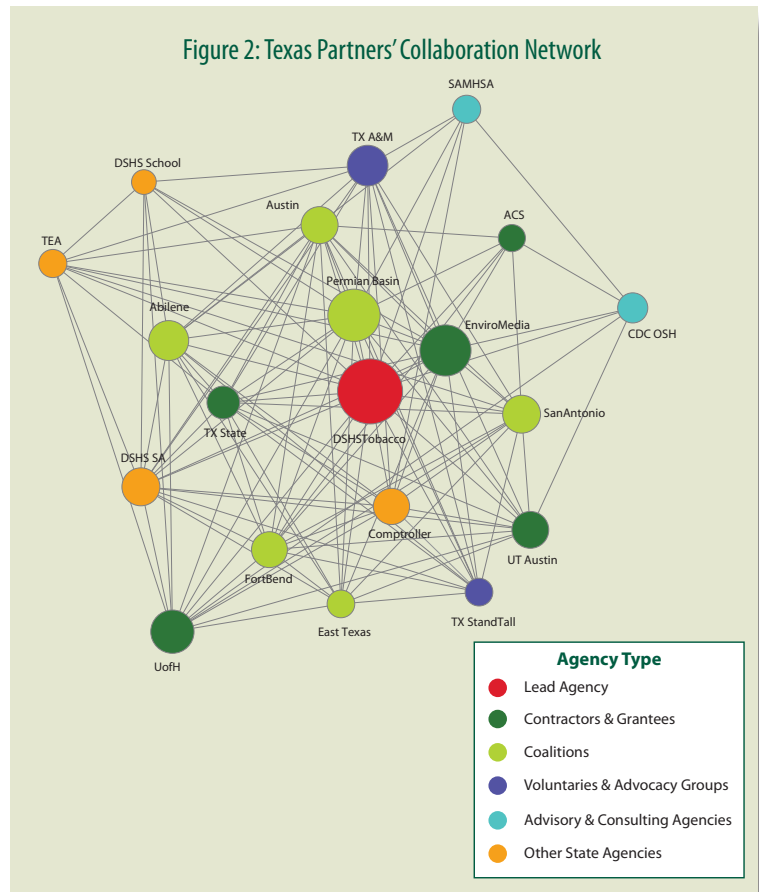 Figure 2: Texas Partners' Collaboration Network
SAMHSA
TX A&M
DSHS School
Austin
ACS
TEA
Permian Basin
Abilene
EnviroMedia
CDC OSH
SanAntonio
TX State
DSHSTobacco
DSHS SA
Comptroller
UT Austin
FortBend
TX StandTall
East Texas
UofH
Agency Type
Lead Agency
Contractors & Grantees
Coalitions
Voluntaries & Advocacy Groups
Advisory & Consulting Agencies
Other State Agencies